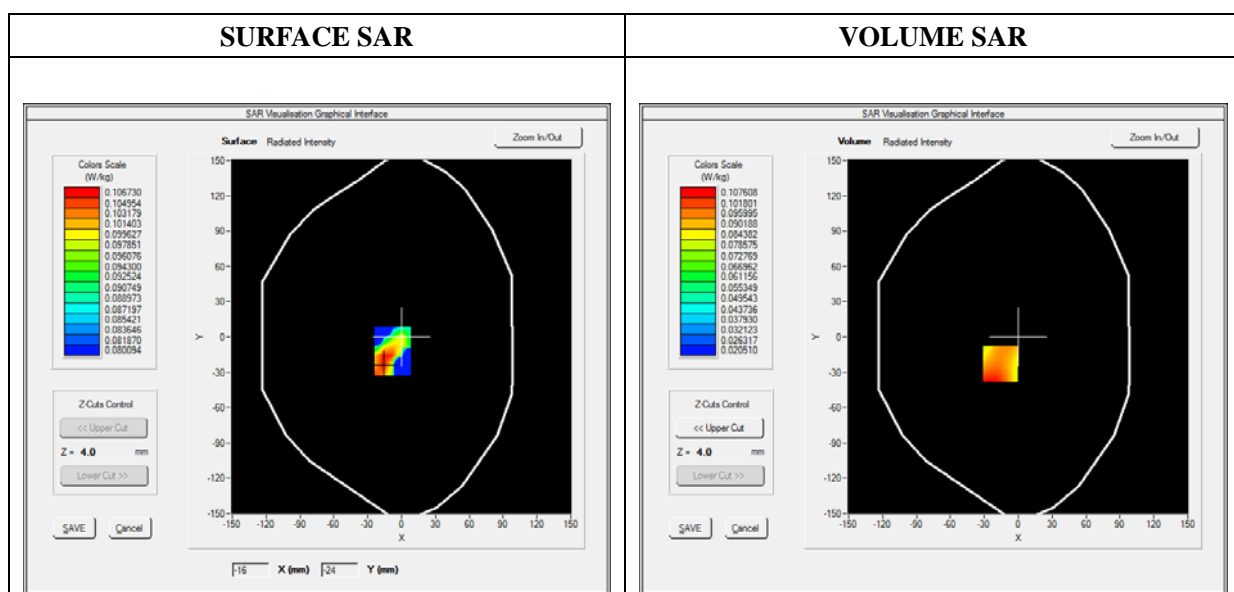 SURFACE SAR
VOLUME SAR
SAR Visualisation Graphical Interface
Surface Radiated Intensity
Zoom In/Out
Colors Scale
(W/kg)
0.106730
0.104954
0.103179
0.101403
0.099627
0.097851
0.096076
0.094300
0.092524
0.090749
0.088973
0.087197
0.085421
0.083646
0.081870
0.080094
Z-Cuts Control
<< Upper Cut
Z = 4.0 mm
Lower Cut >>
SAVE Cancel
150
120
90
60
30
0
-30
-60
-90
-120
-150
Y
-150 -120 -90 -60 -30 0 30 60 90 120 150
X
-16 X (mm) -24 Y (mm)
SAR Visualisation Graphical Interface
Volume Radiated Intensity
Zoom In/Out
Colors Scale
(W/kg)
0.107608
0.101801
0.095995
0.090188
0.084382
0.078575
0.072769
0.066962
0.061156
0.055349
0.049543
0.043736
0.037930
0.032123
0.026317
0.020510
Z-Cuts Control
<< Upper Cut
Z = 4.0 mm
Lower Cut >>
SAVE Cancel
150
120
90
60
30
0
-30
-60
-90
-120
-150
Y
-150 -120 -90 -60 -30 0 30 60 90 120 150
X